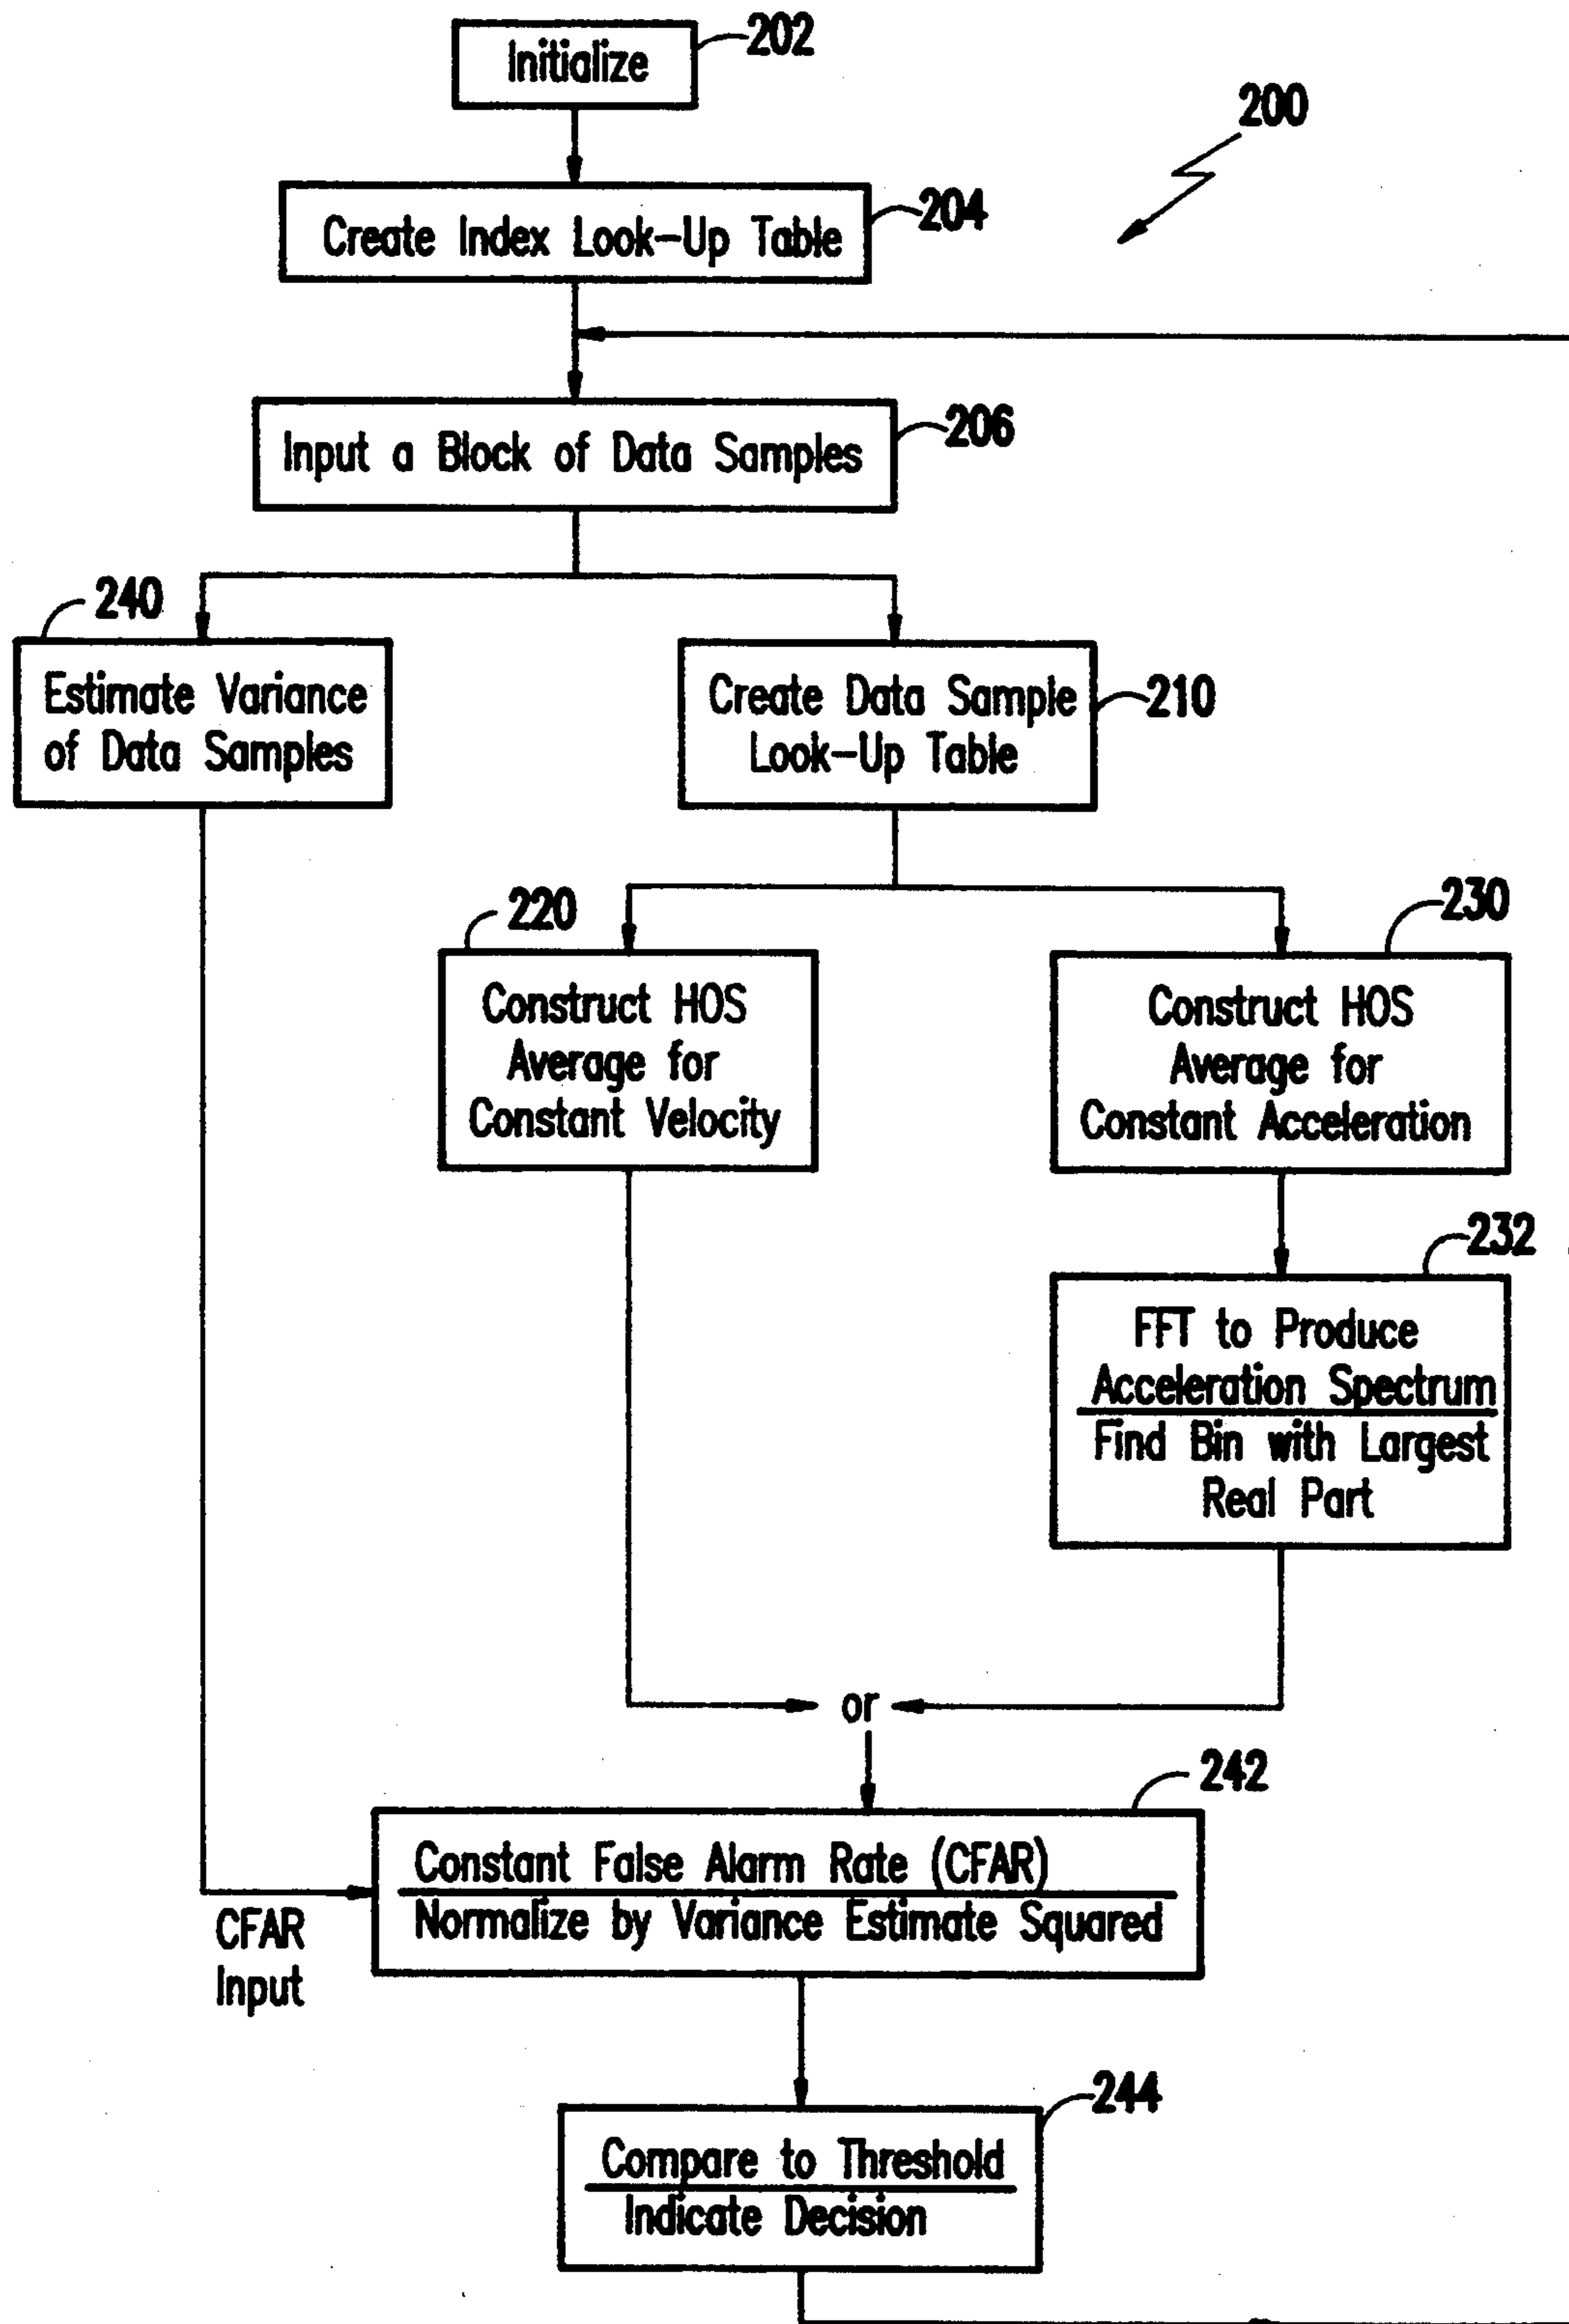 Initialize
202
200
Create Index Look-Up Table
204
Input a Block of Data Samples
206
240
Estimate Variance
of Data Samples
Create Data Sample
Look-Up Table
210
220
Construct HOS
Average for
Constant Velocity
230
Construct HOS
Average for
Constant Acceleration
232
FFT to Produce
Acceleration Spectrum
Find Bin with Largest
Real Part
or
242
Constant False Alarm Rate (CFAR)
Normalize by Variance Estimate Squared
CFAR
Input
244
Compare to Threshold
Indicate Decision